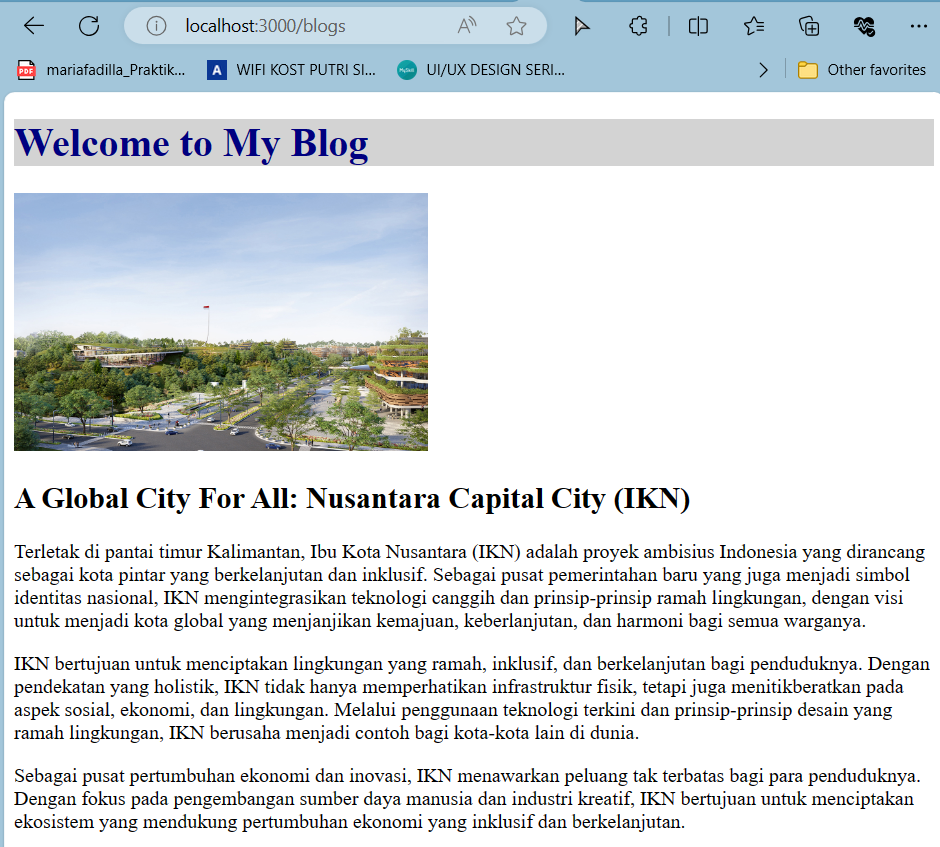 localhost:3000/blogs
PDF mariafadilla_Praktik... A WIFI KOST PUTRI SI... MySkill UI/UX DESIGN SERI... Other favorites
Welcome to My Blog
A Global City For All: Nusantara Capital City (IKN)
Terletak di pantai timur Kalimantan, Ibu Kota Nusantara (IKN) adalah proyek ambisius Indonesia yang dirancang
sebagai kota pintar yang berkelanjutan dan inklusif. Sebagai pusat pemerintahan baru yang juga menjadi simbol
identitas nasional, IKN mengintegrasikan teknologi canggih dan prinsip-prinsip ramah lingkungan, dengan visi
untuk menjadi kota global yang menjanjikan kemajuan, keberlanjutan, dan harmoni bagi semua warganya.
IKN bertujuan untuk menciptakan lingkungan yang ramah, inklusif, dan berkelanjutan bagi penduduknya. Dengan
pendekatan yang holistik, IKN tidak hanya memperhatikan infrastruktur fisik, tetapi juga menitikberatkan pada
aspek sosial, ekonomi, dan lingkungan. Melalui penggunaan teknologi terkini dan prinsip-prinsip desain yang
ramah lingkungan, IKN berusaha menjadi contoh bagi kota-kota lain di dunia.
Sebagai pusat pertumbuhan ekonomi dan inovasi, IKN menawarkan peluang tak terbatas bagi para penduduknya.
Dengan fokus pada pengembangan sumber daya manusia dan industri kreatif, IKN bertujuan untuk menciptakan
ekosistem yang mendukung pertumbuhan ekonomi yang inklusif dan berkelanjutan.